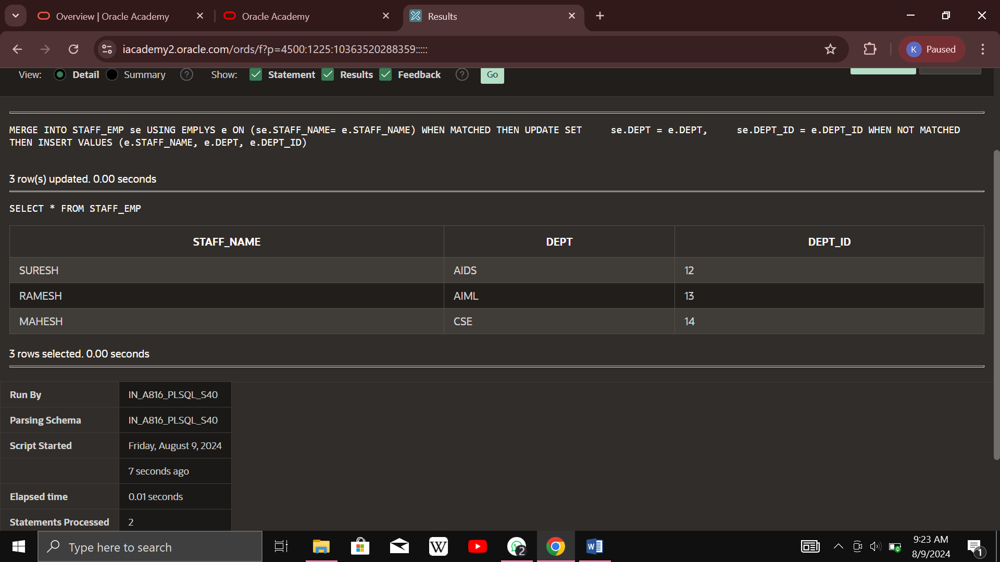 Overview | Oracle Academy
Oracle Academy
Results
iacademy2.oracle.com/ords/f?p=4500:1225:10363520288359:::::
K Paused
View: Detail Summary ? Show: Statement Results Feedback ? Go
MERGE INTO STAFF_EMP se USING EMPLYS e ON (se.STAFF_NAME= e.STAFF_NAME) WHEN MATCHED THEN UPDATE SET     se.DEPT = e.DEPT,     se.DEPT_ID = e.DEPT_ID WHEN NOT MATCHED
THEN INSERT VALUES (e.STAFF_NAME, e.DEPT, e.DEPT_ID)
3 row(s) updated. 0.00 seconds
SELECT * FROM STAFF_EMP
STAFF_NAME DEPT DEPT_ID
SURESH AIDS 12
RAMESH AIML 13
MAHESH CSE 14
3 rows selected. 0.00 seconds
Run By IN_A816_PLSQL_S40
Parsing Schema IN_A816_PLSQL_S40
Script Started Friday, August 9, 2024
7 seconds ago
Elapsed time 0.01 seconds
Statements Processed 2
Type here to search
W
2
W
9:23 AM
8/9/2024
1